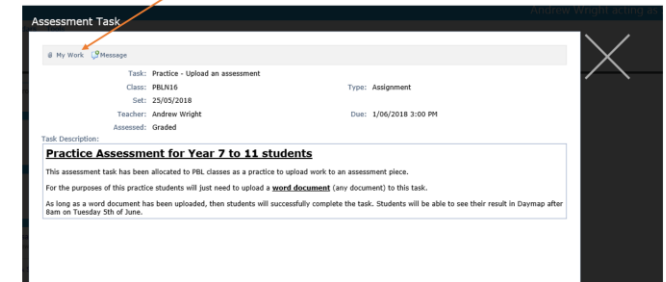 Andrew Wright acting as
Assessment Task
My Work Message
Task: Practice - Upload an assessment
Class: PBLN16 Type: Assignment
Set: 25/05/2018
Teacher: Andrew Wright Due: 1/06/2018 3:00 PM
Assessed: Graded
Task Description:
Practice Assessment for Year 7 to 11 students
This assessment task has been allocated to PBL classes as a practice to upload work to an assessment piece.
For the purposes of this practice students will just need to upload a word document (any document) to this task.
As long as a word document has been uploaded, then students will successfully complete the task. Students will be able to see their result in Daymap after
8am on Tuesday 5th of June.